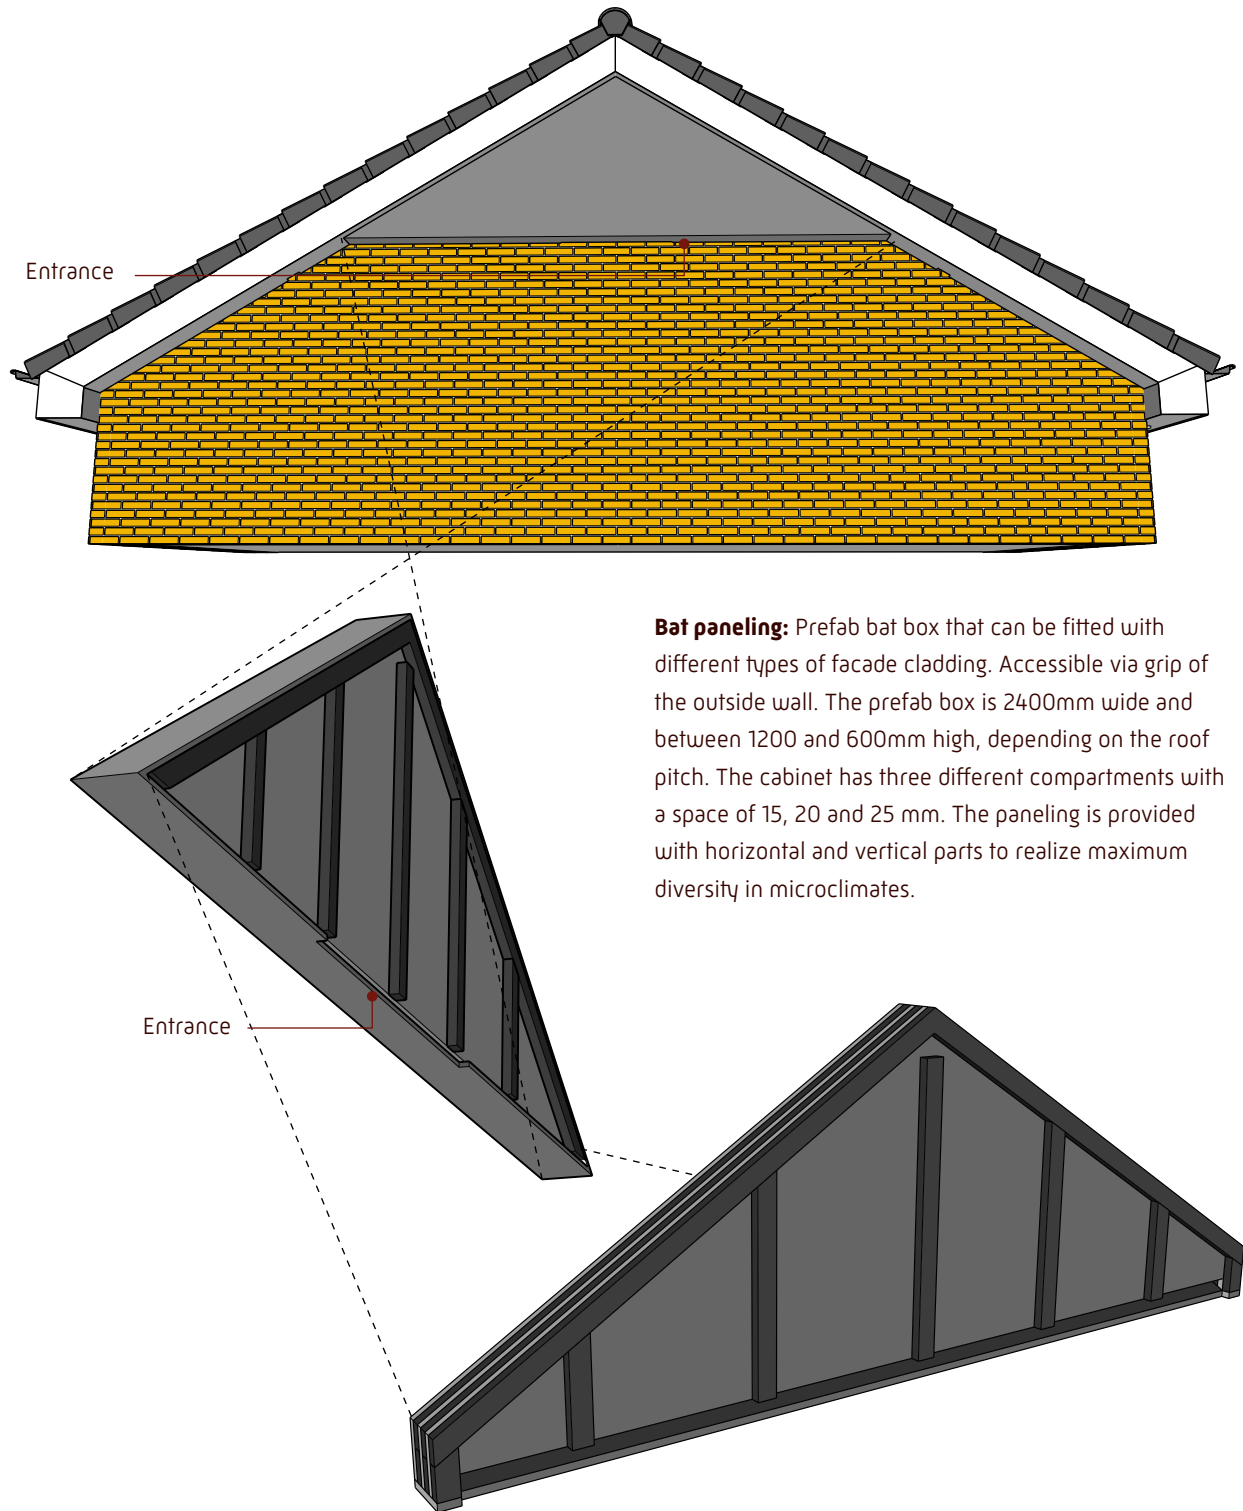 Entrance
Bat paneling: Prefab bat box that can be fitted with
different types of facade cladding. Accessible via grip of
the outside wall. The prefab box is 2400mm wide and
between 1200 and 600mm high, depending on the roof
pitch. The cabinet has three different compartments with
a space of 15, 20 and 25 mm. The paneling is provided
with horizontal and vertical parts to realize maximum
diversity in microclimates.
Entrance